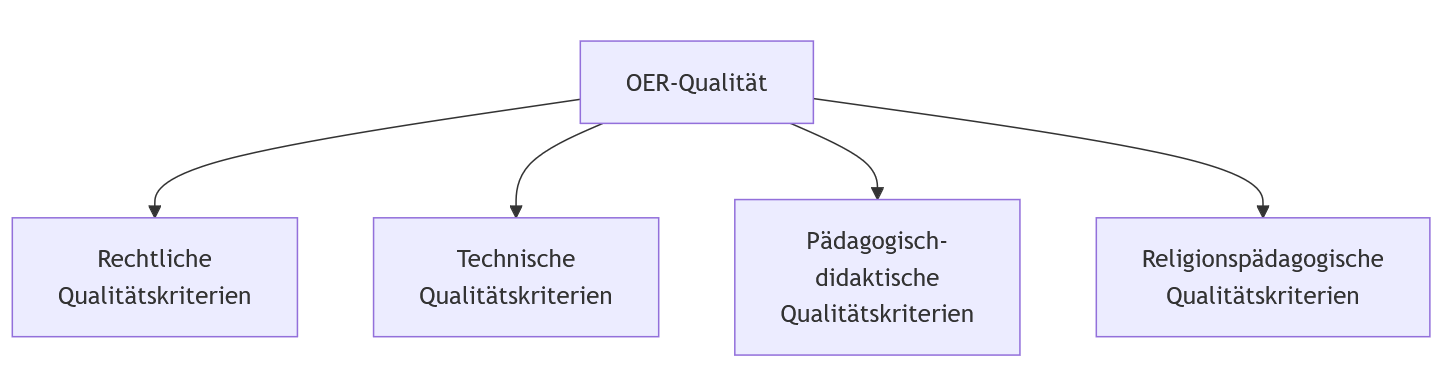 OER-Qualität
Rechtliche
Qualitätskriterien
Technische
Qualitätskriterien
Pädagogisch-
didaktische
Qualitätskriterien
Religionspädagogische
Qualitätskriterien